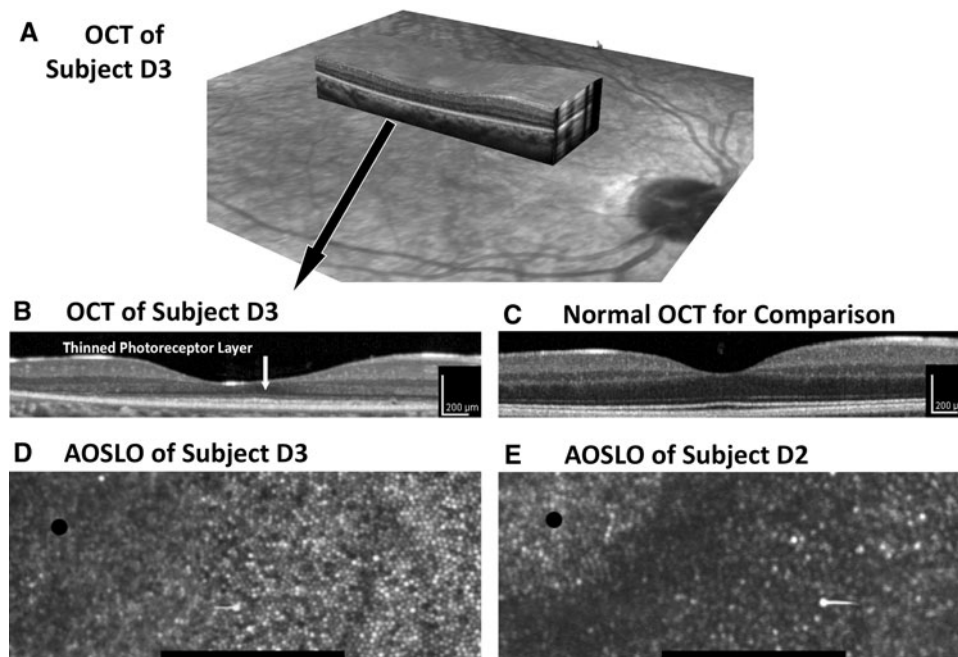 A OCT of
Subject D3
B OCT of Subject D3
Thinned Photoreceptor Layer
200 µm
C Normal OCT for Comparison
200 µm
D AOSLO of Subject D3
E AOSLO of Subject D2